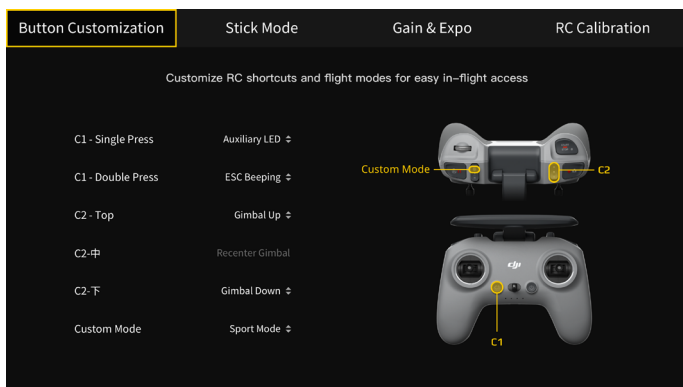 Button Customization
Stick Mode
Gain & Expo
RC Calibration
Customize RC shortcuts and flight modes for easy in-flight access
C1 - Single Press
Auxiliary LED
C1 - Double Press
ESC Beeping
C2 - Top
Gimbal Up
C2-中
Recenter Gimbal
C2-下
Gimbal Down
Custom Mode
Sport Mode
Custom Mode
C2
dji
C1